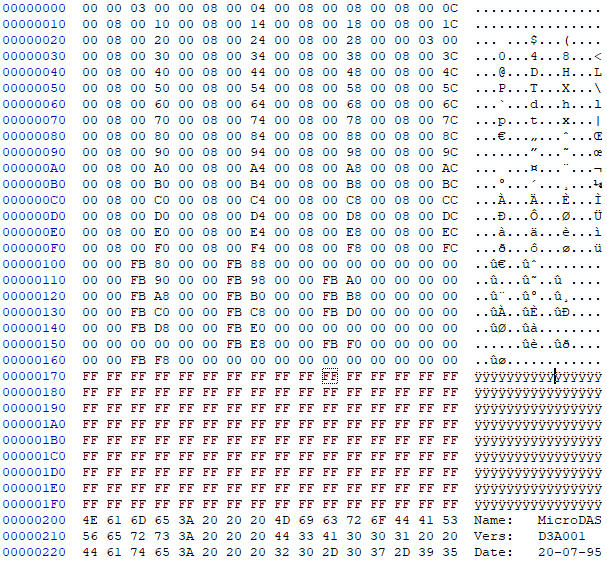 00000000 00 00 03 00 00 08 00 04 00 08 00 08 00 08 00 0C ................
00000010 00 08 00 10 00 08 00 14 00 08 00 18 00 08 00 1C ................
00000020 00 08 00 20 00 08 00 24 00 08 00 28 00 00 03 00 ... ...$...(....
00000030 00 08 00 30 00 08 00 34 00 08 00 38 00 08 00 3C ...0...4...8...<
00000040 00 08 00 40 00 08 00 44 00 08 00 48 00 08 00 4C ...@...D...H...L
00000050 00 08 00 50 00 08 00 54 00 08 00 58 00 08 00 5C ...P...T...X...\
00000060 00 08 00 60 00 08 00 64 00 08 00 68 00 08 00 6C ...`...d...h...l
00000070 00 08 00 70 00 08 00 74 00 08 00 78 00 08 00 7C ...p...t...x...|
00000080 00 08 00 80 00 08 00 84 00 08 00 88 00 08 00 8C ...€...„...ˆ...Œ
00000090 00 08 00 90 00 08 00 94 00 08 00 98 00 08 00 9C .......”...˜...œ
000000A0 00 08 00 A0 00 08 00 A4 00 08 00 A8 00 08 00 AC ... ...¤...¨...¬
000000B0 00 08 00 B0 00 08 00 B4 00 08 00 B8 00 08 00 BC ...°...´...¸...¼
000000C0 00 08 00 C0 00 08 00 C4 00 08 00 C8 00 08 00 CC ...À...Ä...È...Ì
000000D0 00 08 00 D0 00 08 00 D4 00 08 00 D8 00 08 00 DC ...Ð...Ô...Ø...Ü
000000E0 00 08 00 E0 00 08 00 E4 00 08 00 E8 00 08 00 EC ...à...ä...è...ì
000000F0 00 08 00 F0 00 08 00 F4 00 08 00 F8 00 08 00 FC ...ð...ô...ø...ü
00000100 00 00 FB 80 00 00 FB 88 00 00 00 00 00 00 00 00 ..û€..ûˆ........
00000110 00 00 FB 90 00 00 FB 98 00 00 FB A0 00 00 00 00 ..û...û˜..û ....
00000120 00 00 FB A8 00 00 FB B0 00 00 FB B8 00 00 00 00 ..û¨..û°..û¸....
00000130 00 00 FB C0 00 00 FB C8 00 00 FB D0 00 00 00 00 ..ûÀ..ûÈ..ûÐ....
00000140 00 00 FB D8 00 00 FB E0 00 00 00 00 00 00 00 00 ..ûØ..ûà........
00000150 00 00 00 00 00 00 FB E8 00 00 FB F0 00 00 00 00 ......ûè..ûð....
00000160 00 00 FB F8 00 00 00 00 00 00 00 00 00 00 00 00 ..ûø............
00000170 FF FF FF FF FF FF FF FF FF FF FF FF FF FF FF FF ÿÿÿÿÿÿÿÿÿÿÿÿÿÿÿÿ
00000180 FF FF FF FF FF FF FF FF FF FF FF FF FF FF FF FF ÿÿÿÿÿÿÿÿÿÿÿÿÿÿÿÿ
00000190 FF FF FF FF FF FF FF FF FF FF FF FF FF FF FF FF ÿÿÿÿÿÿÿÿÿÿÿÿÿÿÿÿ
000001A0 FF FF FF FF FF FF FF FF FF FF FF FF FF FF FF FF ÿÿÿÿÿÿÿÿÿÿÿÿÿÿÿÿ
000001B0 FF FF FF FF FF FF FF FF FF FF FF FF FF FF FF FF ÿÿÿÿÿÿÿÿÿÿÿÿÿÿÿÿ
000001C0 FF FF FF FF FF FF FF FF FF FF FF FF FF FF FF FF ÿÿÿÿÿÿÿÿÿÿÿÿÿÿÿÿ
000001D0 FF FF FF FF FF FF FF FF FF FF FF FF FF FF FF FF ÿÿÿÿÿÿÿÿÿÿÿÿÿÿÿÿ
000001E0 FF FF FF FF FF FF FF FF FF FF FF FF FF FF FF FF ÿÿÿÿÿÿÿÿÿÿÿÿÿÿÿÿ
000001F0 FF FF FF FF FF FF FF FF FF FF FF FF FF FF FF FF ÿÿÿÿÿÿÿÿÿÿÿÿÿÿÿÿ
00000200 4E 61 6D 65 3A 20 20 20 4D 69 63 72 6F 44 41 53 Name:   MicroDAS
00000210 56 65 72 73 3A 20 20 20 44 33 41 30 30 31 20 20 Vers:   D3A001
00000220 44 61 74 65 3A 20 20 20 32 30 2D 30 37 2D 39 35 Date:   20-07-95